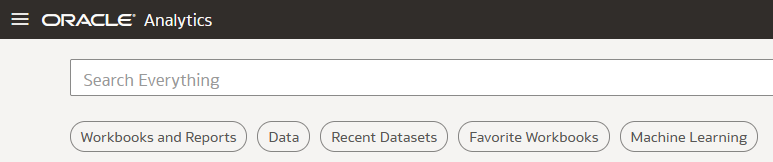 ORACLE® Analytics
Search Everything
Workbooks and Reports Data Recent Datasets Favorite Workbooks Machine Learning